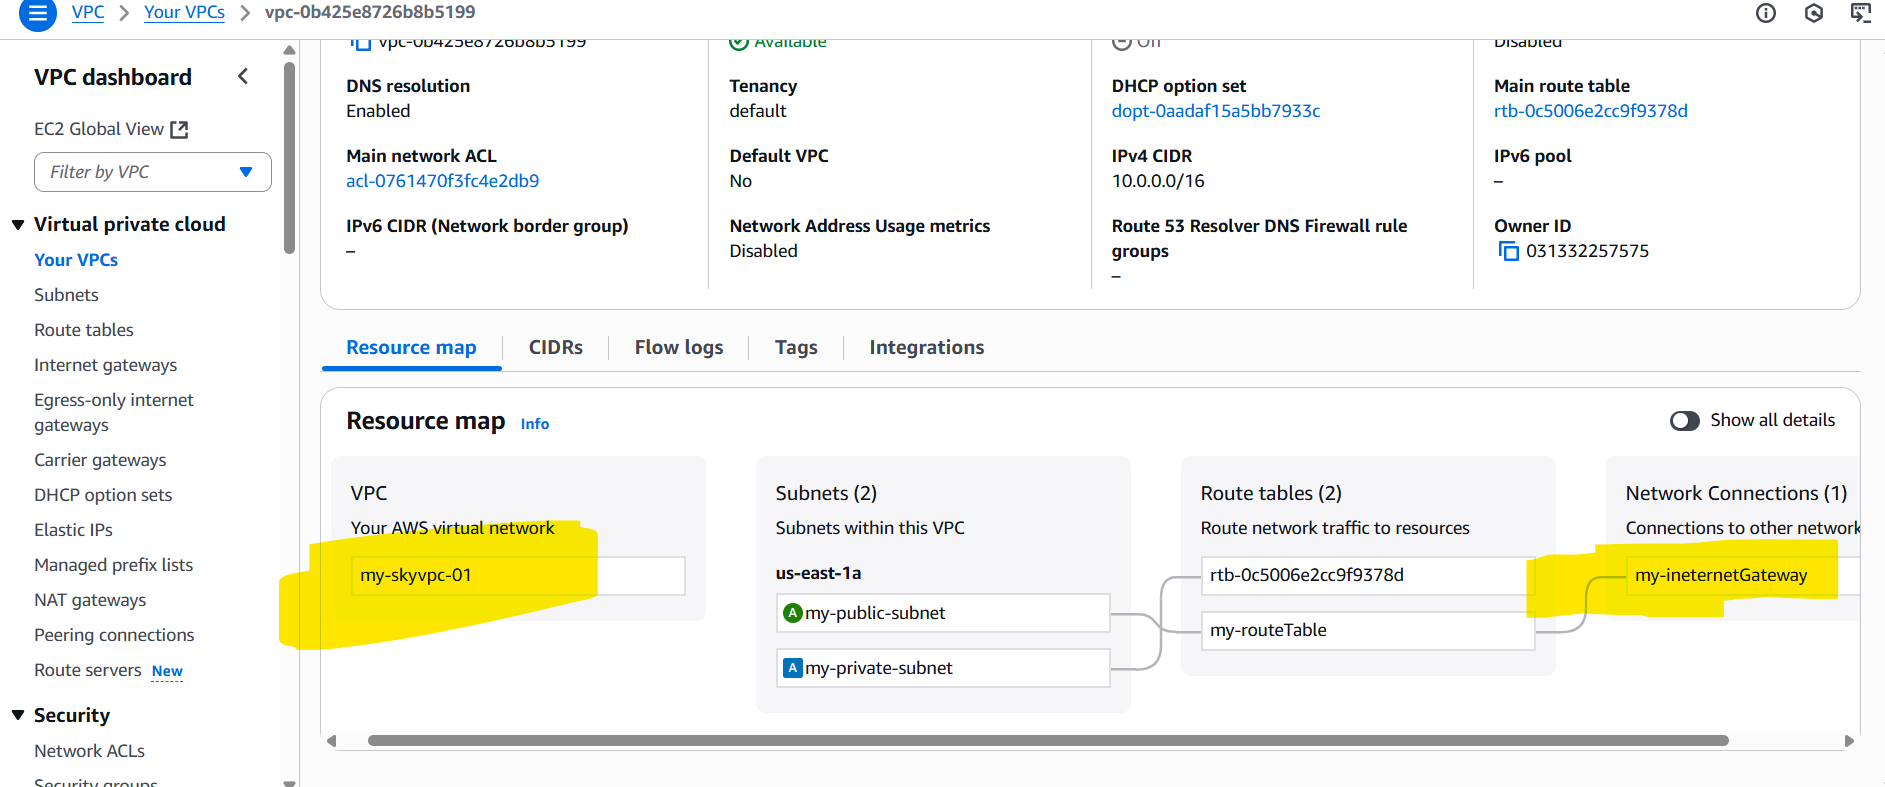 VPC > Your VPCs > vpc-0b425e8726b8b5199
VPC dashboard
EC2 Global View
Filter by VPC
Virtual private cloud
Your VPCs
Subnets
Route tables
Internet gateways
Egress-only internet
gateways
Carrier gateways
DHCP option sets
Elastic IPs
Managed prefix lists
NAT gateways
Peering connections
Route servers New
Security
Network ACLs
Security groups
vpc-0b425e8726b8b5199
Available
Off
Disabled
DNS resolution
Enabled
Tenancy
default
DHCP option set
dopt-0aadaf15a5bb7933c
Main route table
rtb-0c5006e2cc9f9378d
Main network ACL
acl-0761470f3fc4e2db9
Default VPC
No
IPv4 CIDR
10.0.0.0/16
IPv6 pool
–
IPv6 CIDR (Network border group)
–
Network Address Usage metrics
Disabled
Route 53 Resolver DNS Firewall rule
groups
–
Owner ID
031332257575
Resource map
CIDRs
Flow logs
Tags
Integrations
Resource map Info
Show all details
VPC
Your AWS virtual network
my-skyvpc-01
Subnets (2)
Subnets within this VPC
us-east-1a
A my-public-subnet
A my-private-subnet
Route tables (2)
Route network traffic to resources
rtb-0c5006e2cc9f9378d
my-routeTable
Network Connections (1)
Connections to other network
my-ineternetGateway